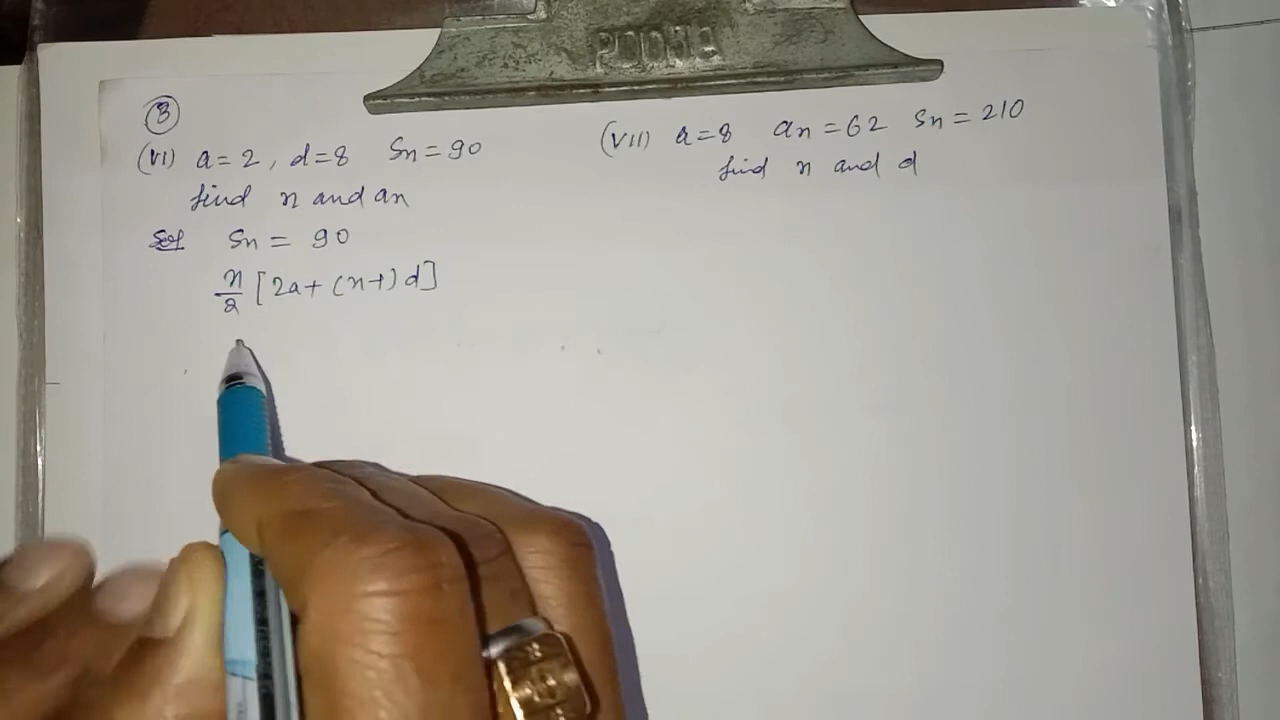 POOHA
3
(VI) a = 2, d = 8 Sn = 90
find n and an
Sol Sn = 90
n/2 [2a + (n-1) d]
(VII) a = 8 an = 62 Sn = 210
find n and d